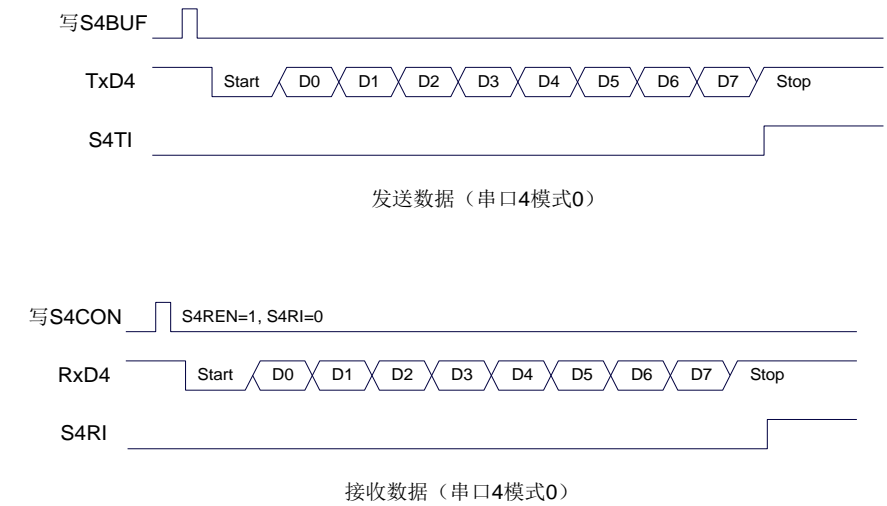 写S4BUF
TxD4 Start D0 D1 D2 D3 D4 D5 D6 D7 Stop
S4TI
发送数据（串口4模式0）
写S4CON S4REN=1, S4RI=0
RxD4 Start D0 D1 D2 D3 D4 D5 D6 D7 Stop
S4RI
接收数据（串口4模式0）